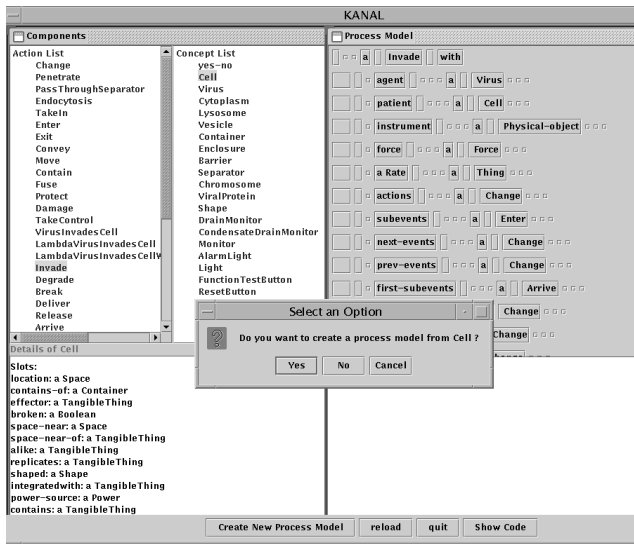 KANAL
Components
Action List
Change
Penetrate
PassThroughSeparator
Endocytosis
TakeIn
Enter
Exit
Convey
Move
Contain
Fuse
Protect
Damage
TakeControl
VirusInvadesCell
LambdaVirusInvadesCell
LambdaVirusInvadesCellW
Invade
Degrade
Break
Deliver
Release
Arrive
Concept List
yes-no
Cell
Virus
Cytoplasm
Lysosome
Vesicle
Container
Enclosure
Barrier
Separator
Chromosome
ViralProtein
Shape
DrainMonitor
CondensateDrainMonitor
Monitor
AlarmLight
Light
FunctionTestButton
ResetButton
Process Model
a Invade with
agent a Virus
patient a Cell
instrument a Physical-object
force a Force
a Rate a Thing
actions a Change
subevents a Enter
next-events a Change
prev-events a Change
first-subevents a Arrive
Change
Change
Select an Option
Do you want to create a process model from Cell ?
Yes No Cancel
Details of Cell
Slots:
location: a Space
contains-of: a Container
effector: a TangibleThing
broken: a Boolean
space-near: a Space
space-near-of: a TangibleThing
alike: a TangibleThing
replicates: a TangibleThing
shaped: a Shape
integratedwith: a TangibleThing
power-source: a Power
contains: a TangibleThing
Create New Process Model reload quit Show Code